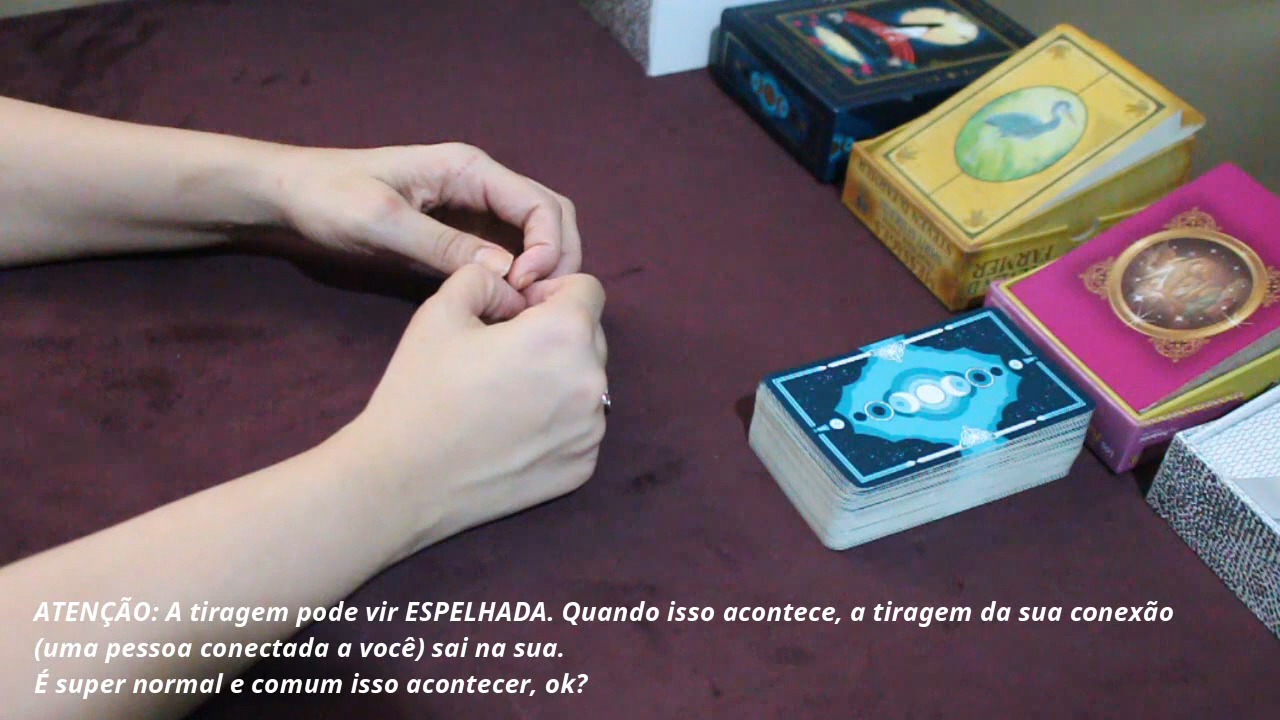 ATENÇÃO: A tiragem pode vir ESPELHADA. Quando isso acontece, a tiragem da sua conexão
(uma pessoa conectada a você) sai na sua.
É super normal e comum isso acontecer, ok?
FARMER